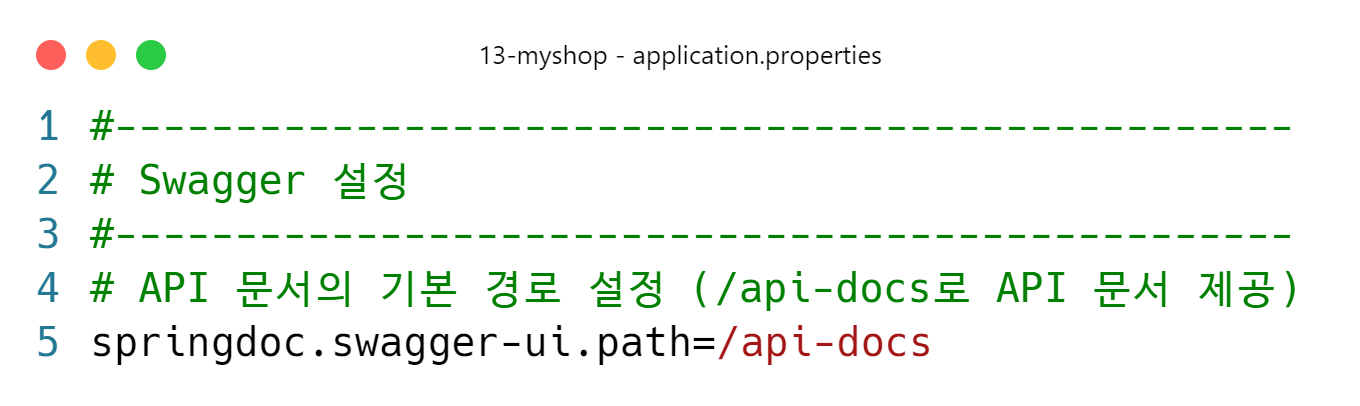 13-myshop - application.properties
1 #-------------------------------------------------
2 # Swagger 설정
3 #-------------------------------------------------
4 # API 문서의 기본 경로 설정 (/api-docs로 API 문서 제공)
5 springdoc.swagger-ui.path=/api-docs